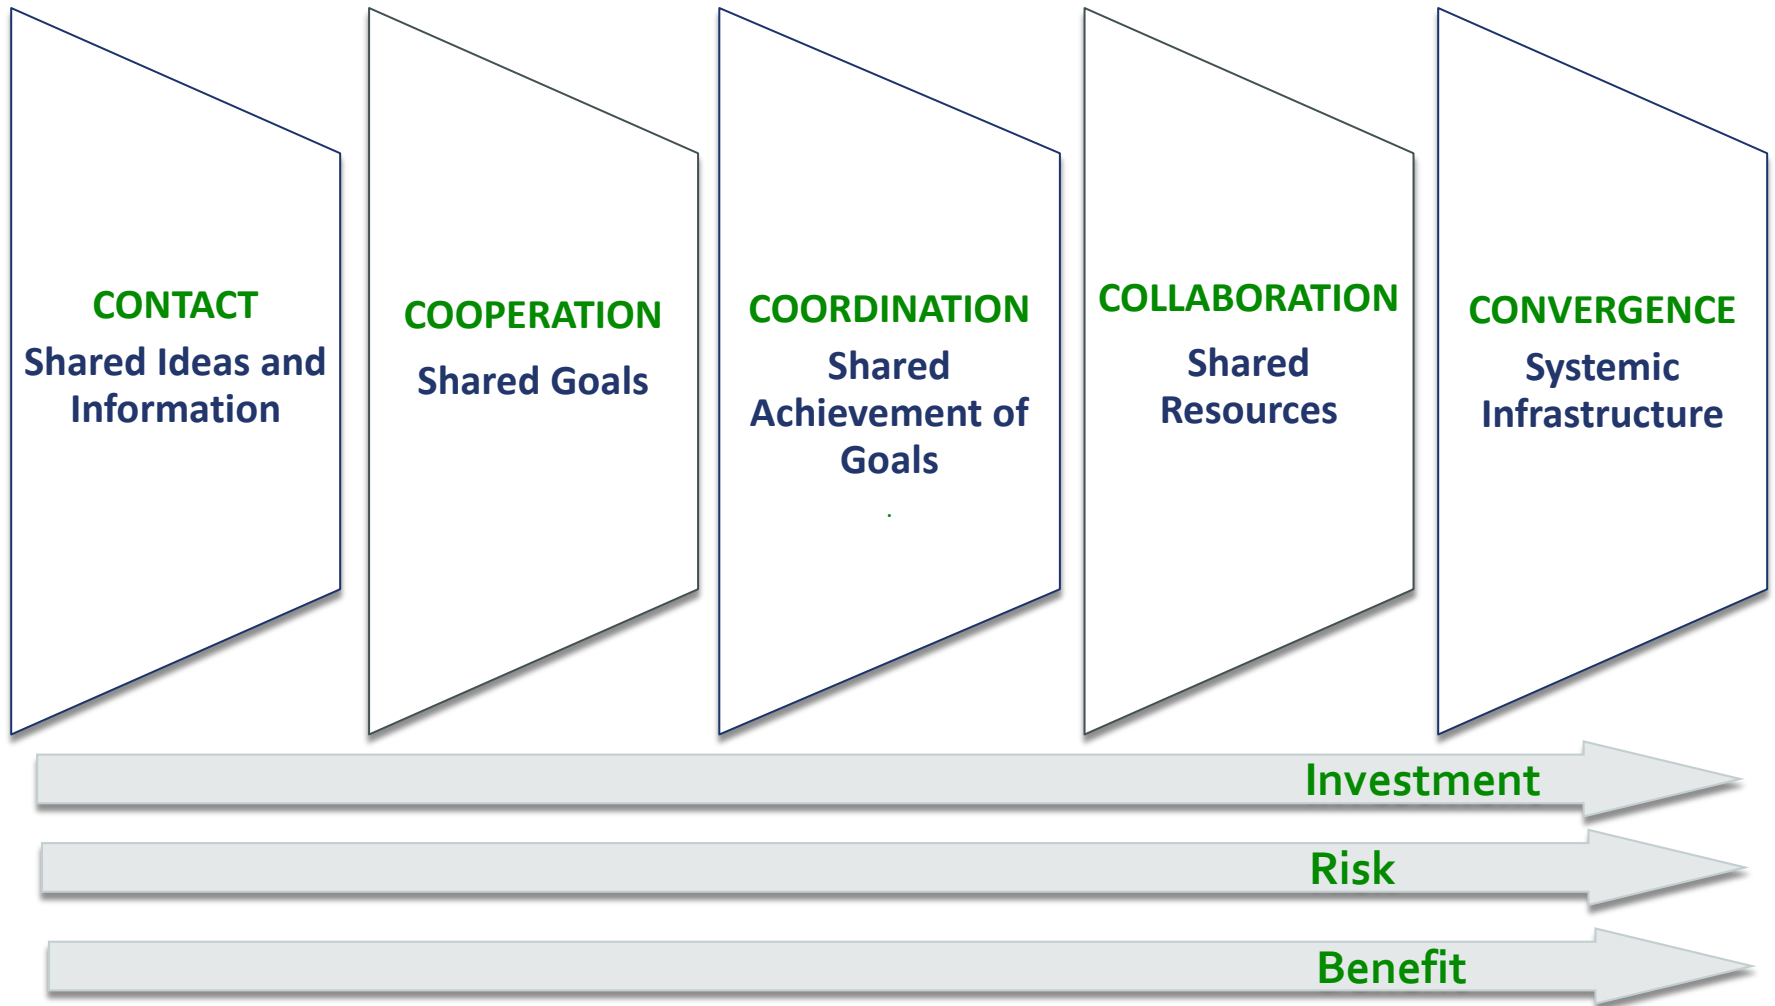 CONTACT
Shared Ideas and
Information
COOPERATION
Shared Goals
COORDINATION
Shared
Achievement of
Goals
.
COLLABORATION
Shared
Resources
CONVERGENCE
Systemic
Infrastructure
Investment
Risk
Benefit